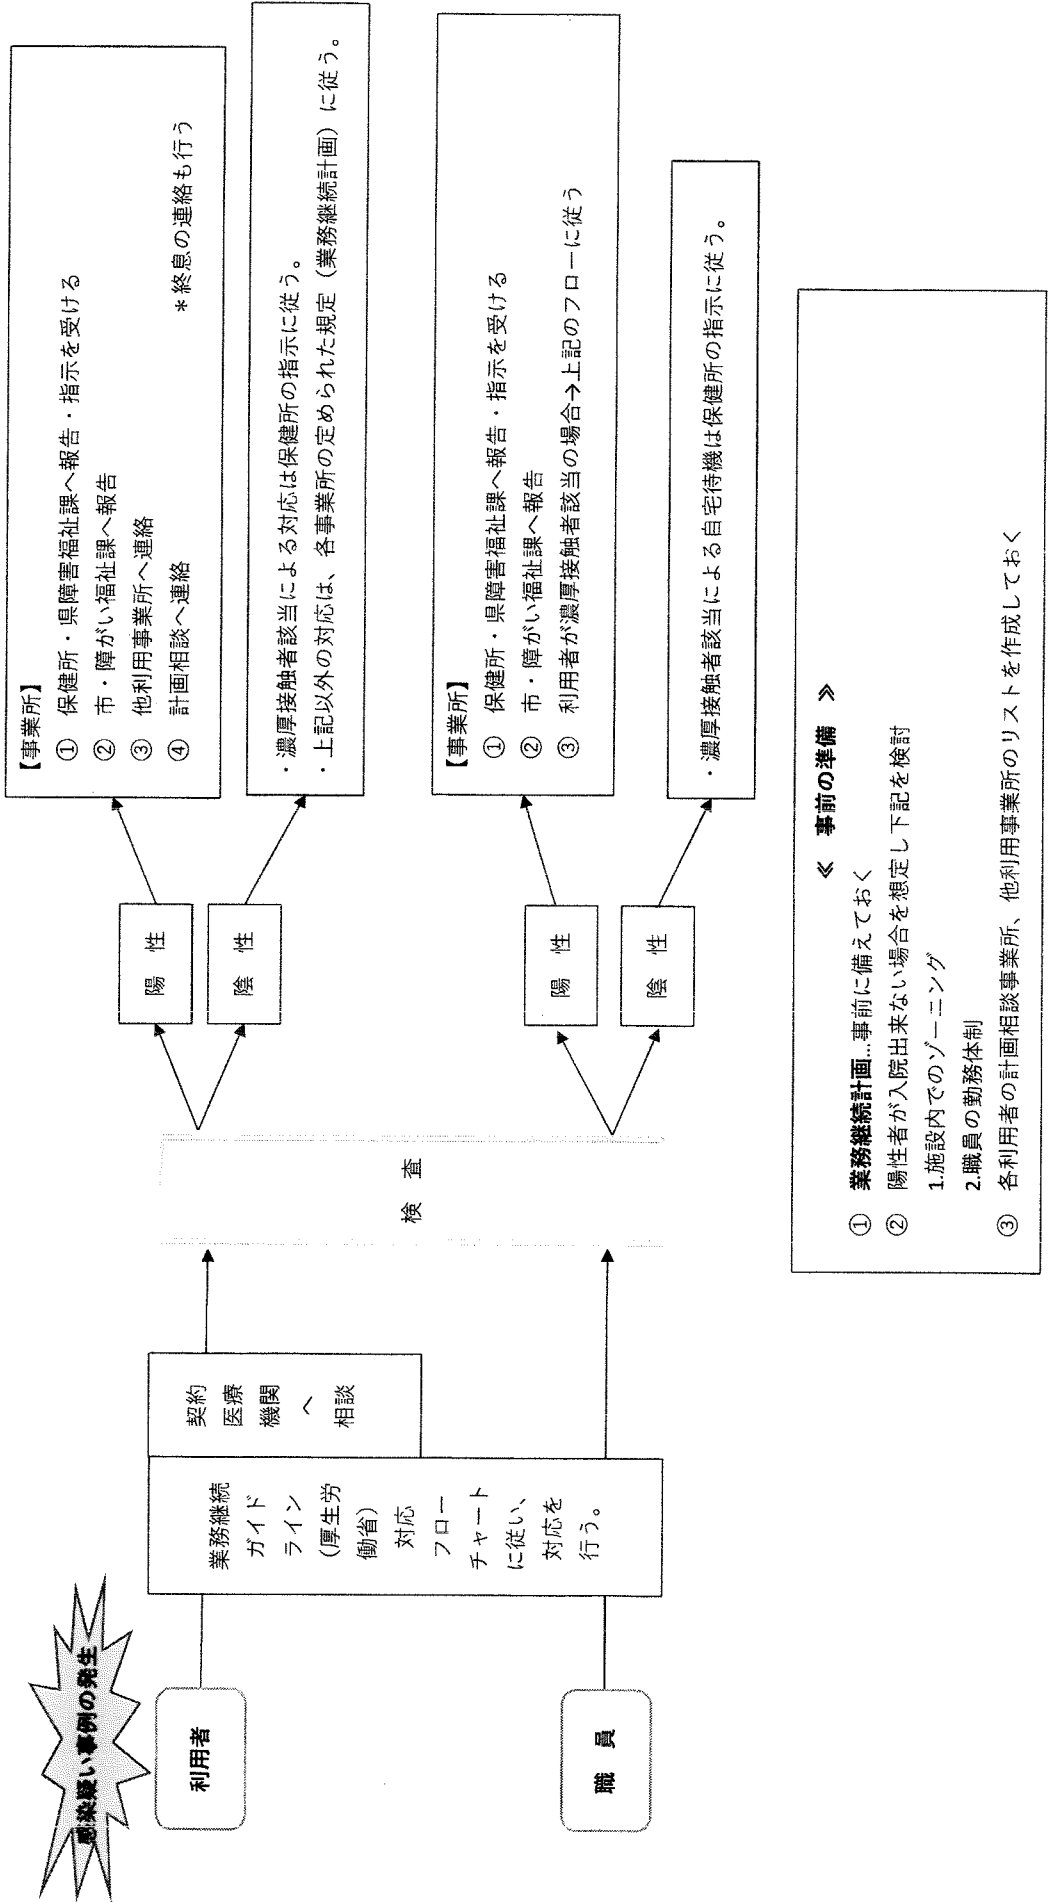 感染疑い事例の発生
利用者
職　員
業務継続
ガイド
ライン
(厚生労
働省)
対応
フロー
チャート
に従い、
対応を
行う。
契約
医療
機関
へ
相談
検　査
陽　性
陰　性
【事業所】
① 保健所・県障害福祉課へ報告・指示を受ける
② 市・障がい福祉課へ報告
③ 他利用事業所へ連絡
④ 計画相談へ連絡　＊終息の連絡も行う
・濃厚接触者該当による対応は保健所の指示に従う。
・上記以外の対応は、各事業所の定められた規定（業務継続計画）に従う。
陽　性
陰　性
【事業所】
① 保健所・県障害福祉課へ報告・指示を受ける
② 市・障がい福祉課へ報告
③ 利用者が濃厚接触者該当の場合→上記のフローに従う
・濃厚接触者該当による自宅待機は保健所の指示に従う。
≪　事前の準備　≫
① 業務継続計画…事前に備えておく
② 陽性者が入院出来ない場合を想定し下記を検討
1.施設内でのゾーニング
2.職員の勤務体制
③ 各利用者の計画相談事業所、他利用事業所のリストを作成しておく